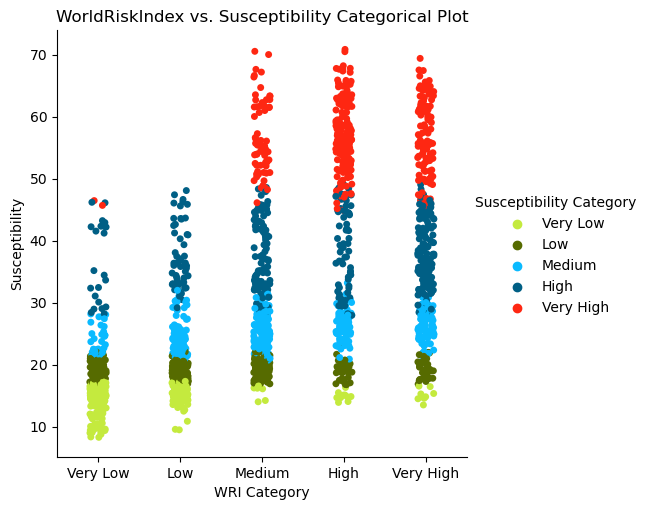 WorldRiskIndex vs. Susceptibility Categorical Plot
70
60
50
40
30
20
10
Susceptibility
Very Low
Low
Medium
High
Very High
WRI Category
Susceptibility Category
Very Low
Low
Medium
High
Very High